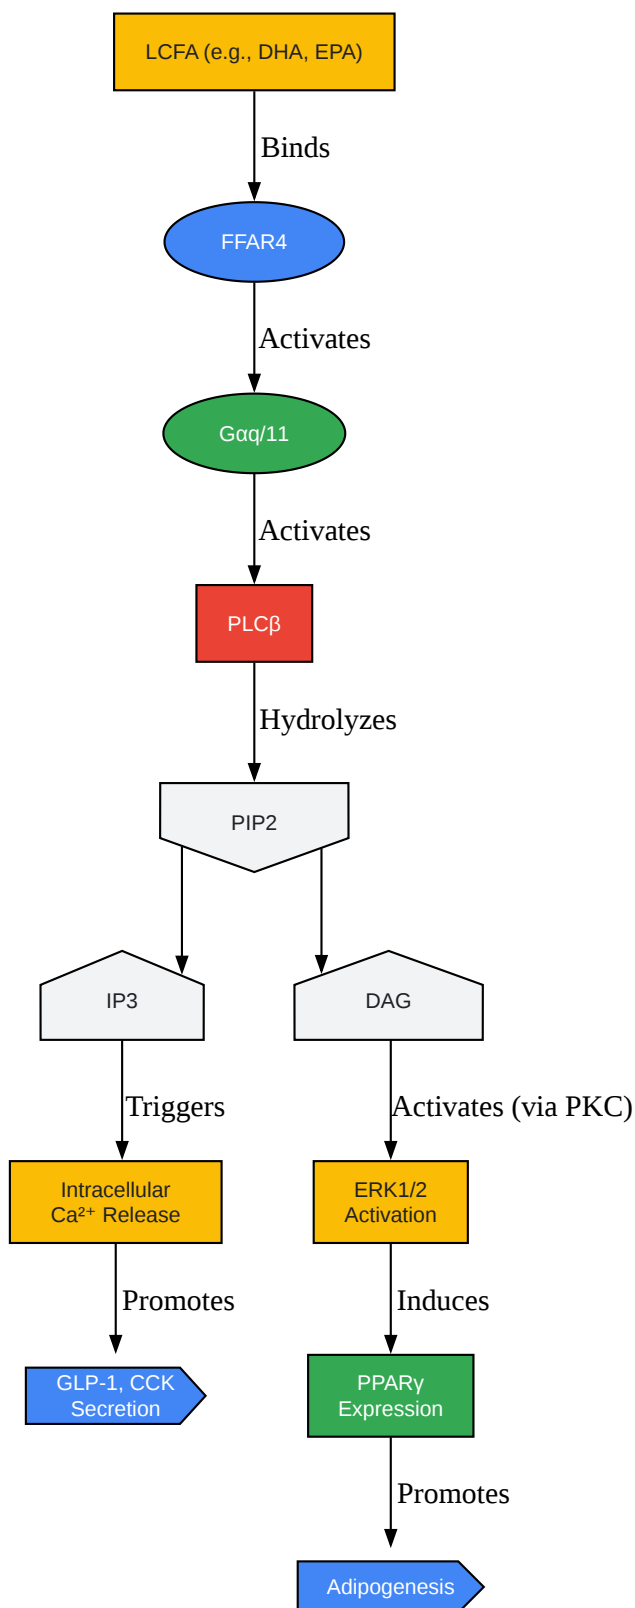 LCFA (e.g., DHA, EPA)
Binds
FFAR4
Activates
Gαq/11
Activates
PLCβ
Hydrolyzes
PIP2
IP3
DAG
Triggers
Activates (via PKC)
Intracellular
Ca²⁺ Release
ERK1/2
Activation
Promotes
Induces
GLP-1, CCK
Secretion
PPARγ
Expression
Promotes
Adipogenesis